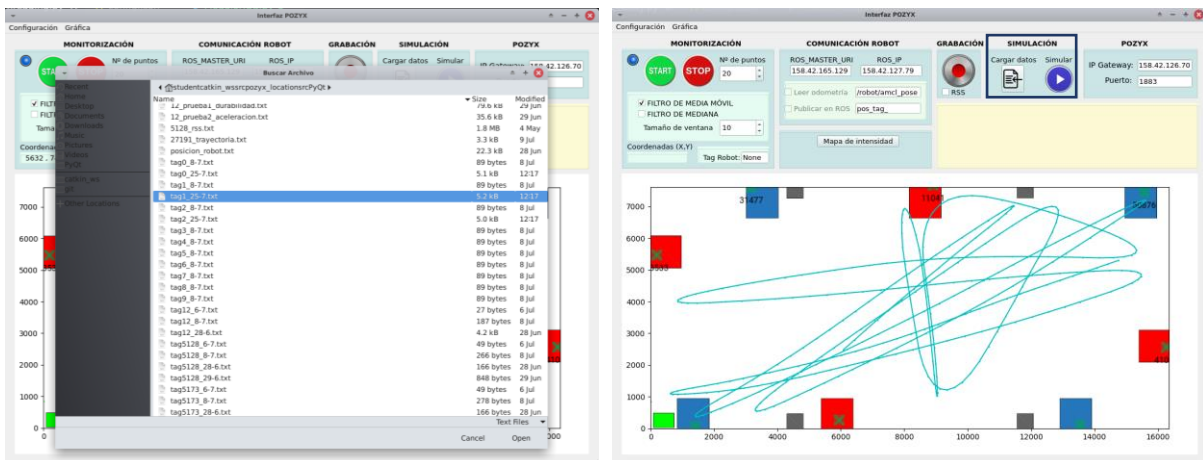 Interfaz POZYX
Configuración Gráfica
MONITORIZACIÓN COMUNICACIÓN ROBOT GRABACIÓN SIMULACIÓN POZYX
Nº de puntos ROS_MASTER_URI ROS_IP Cargar datos Simular
Buscar Archivo
studentcatkin_wssrcpozyx_locationsrcPyQt
Recent
Home
Desktop
Documents
Downloads
Music
Pictures
Videos
PyQt
catkin_ws
git
Other Locations
Name Size Modified
12_prueba1_durabilidad.txt 79.6 kB 29 Jun
12_prueba2_aceleracion.txt 35.6 kB 29 Jun
5128_rss.txt 1.8 MB 4 May
27191_trayectoria.txt 3.3 kB 9 Jul
posicion_robot.txt 22.3 kB 28 Jun
tag0_8-7.txt 89 bytes 8 Jul
tag0_25-7.txt 5.1 kB 12:17
tag1_8-7.txt 89 bytes 8 Jul
tag1_25-7.txt 5.2 kB 12:17
tag2_8-7.txt 89 bytes 8 Jul
tag2_25-7.txt 5.0 kB 12:17
tag3_8-7.txt 89 bytes 8 Jul
tag4_8-7.txt 89 bytes 8 Jul
tag5_8-7.txt 89 bytes 8 Jul
tag6_8-7.txt 89 bytes 8 Jul
tag7_8-7.txt 89 bytes 8 Jul
tag8_8-7.txt 89 bytes 8 Jul
tag9_8-7.txt 89 bytes 8 Jul
tag12_6-7.txt 27 bytes 6 Jul
tag12_8-7.txt 187 bytes 8 Jul
tag12_28-6.txt 4.2 kB 28 Jun
tag5128_6-7.txt 49 bytes 6 Jul
tag5128_8-7.txt 266 bytes 8 Jul
tag5128_28-6.txt 166 bytes 28 Jun
tag5128_29-6.txt 848 bytes 29 Jun
tag5173_6-7.txt 49 bytes 6 Jul
tag5173_8-7.txt 278 bytes 8 Jul
tag5173_28-6.txt 166 bytes 28 Jun
Text Files
Cancel Open
7000
6000
5000
4000
3000
2000
1000
0
0
Interfaz POZYX
Configuración Gráfica
MONITORIZACIÓN COMUNICACIÓN ROBOT GRABACIÓN SIMULACIÓN POZYX
START STOP Nº de puntos 20
ROS_MASTER_URI ROS_IP
158.42.165.129 158.42.127.79
Leer odometría /robot/amcl_pose
Publicar en ROS pos_tag_
RSS
Cargar datos Simular
IP Gateway: 158.42.126.70
Puerto: 1883
FILTRO DE MEDIA MÓVIL
FILTRO DE MEDIANA
Tamaño de ventana 10
Mapa de intensidad
Coordenadas (X,Y)
Tag Robot: None
31477
7000
6000
5000
4000
3000
2000
1000
0
0 2000 4000 6000 8000 10000 12000 14000 16000